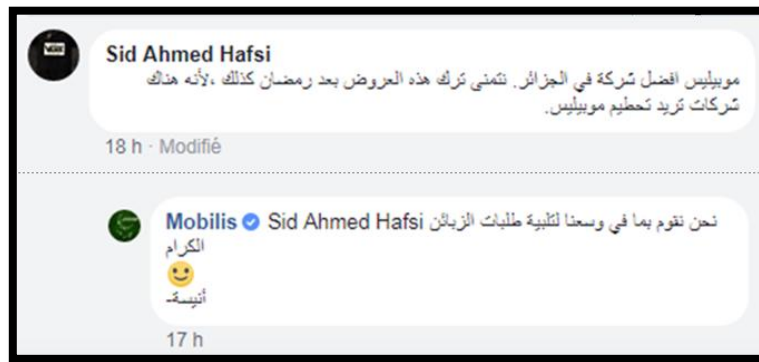 Sid Ahmed Hafsi
موبيليس افضل شركة في الجزائر. نتمنى ترك هذه العروض بعد رمضان كذلك ،لأنه هناك
شركات تريد تحطيم موبيليس.
18 h · Modifié
Mobilis Sid Ahmed Hafsi نحن نقوم بما في وسعنا لتلبية طلبات الزبائن
الكرام
🙂
أنيسة-
17 h